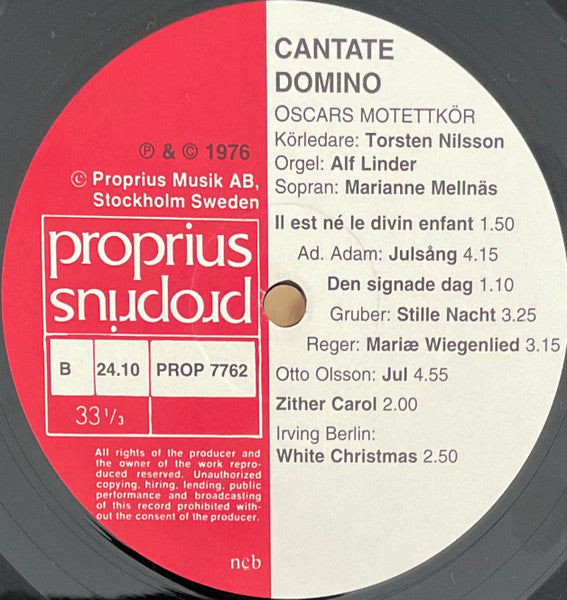 CANTATE
DOMINO
OSCARS MOTETTKÖR
Körledare: Torsten Nilsson
Orgel: Alf Linder
Sopran: Marianne Mellnäs
Il est né le divin enfant 1.50
Ad. Adam: Julsång 4.15
Den signade dag 1.10
Gruber: Stille Nacht 3.25
Reger: Mariæ Wiegenlied 3.15
Otto Olsson: Jul 4.55
Zither Carol 2.00
Irving Berlin:
White Christmas 2.50
℗ & © 1976
© Proprius Musik AB,
Stockholm Sweden
proprius
proprius
B 24.10 PROP 7762
33 1/3
All rights of the producer and
the owner of the work repro-
duced reserved. Unauthorized
copying, hiring, lending, public
performance and broadcasting
of this record prohibited with-
out the consent of the producer.
ncb